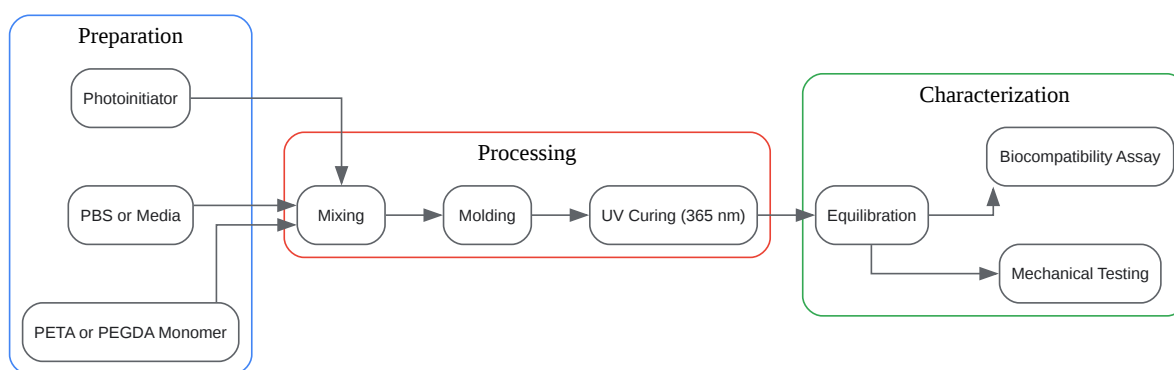 Preparation
Photoinitiator
PBS or Media
PETA or PEGDA Monomer
Processing
Mixing
Molding
UV Curing (365 nm)
Characterization
Equilibration
Biocompatibility Assay
Mechanical Testing